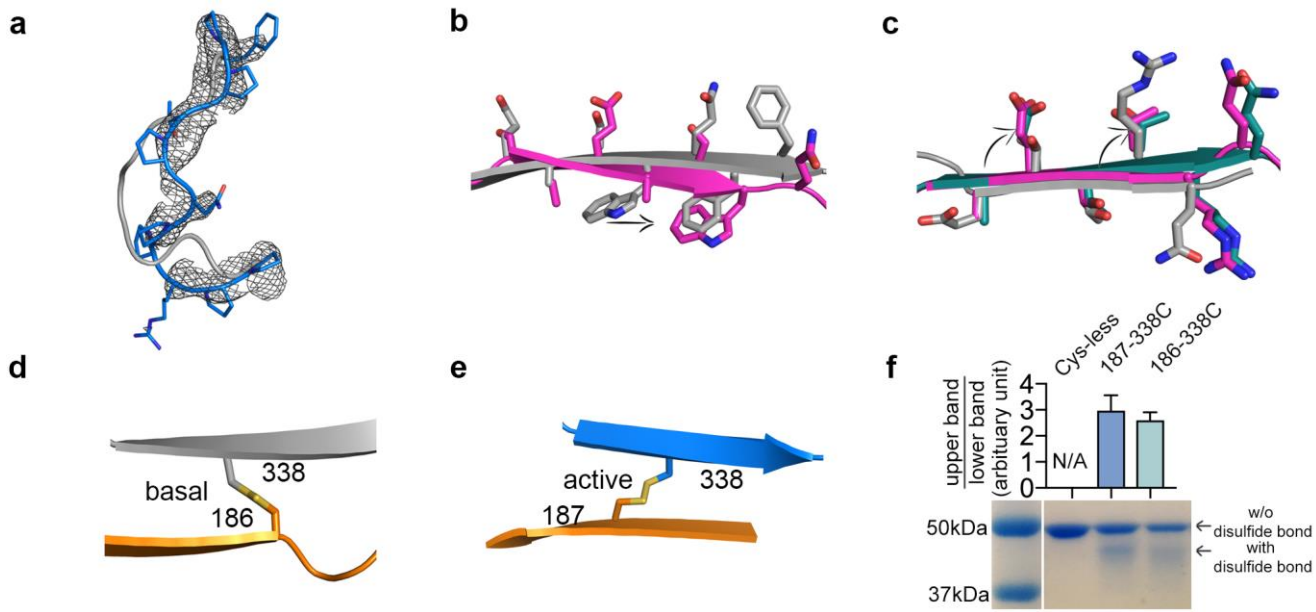 a
b
c
d
338
basal
186
e
active
338
187
f
upper band
lower band
(arbituary unit)
4
3
2
1
0
N/A
Cys-less
187-338C
186-338C
50kDa
37kDa
w/o
disulfide bond
with
disulfide bond